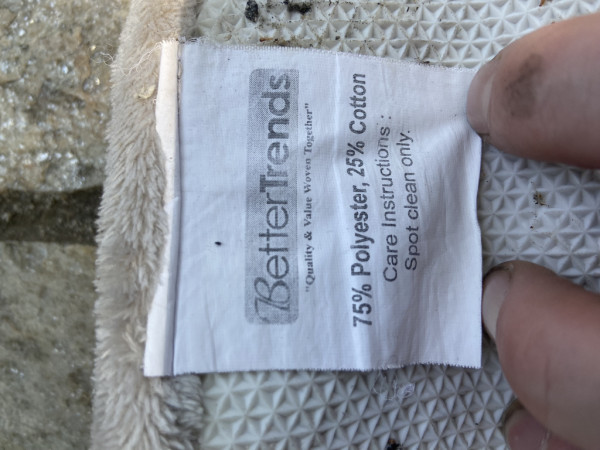 BetterTrends
"Quality & Value Woven Together"
75% Polyester, 25% Cotton
Care Instructions :
Spot clean only.